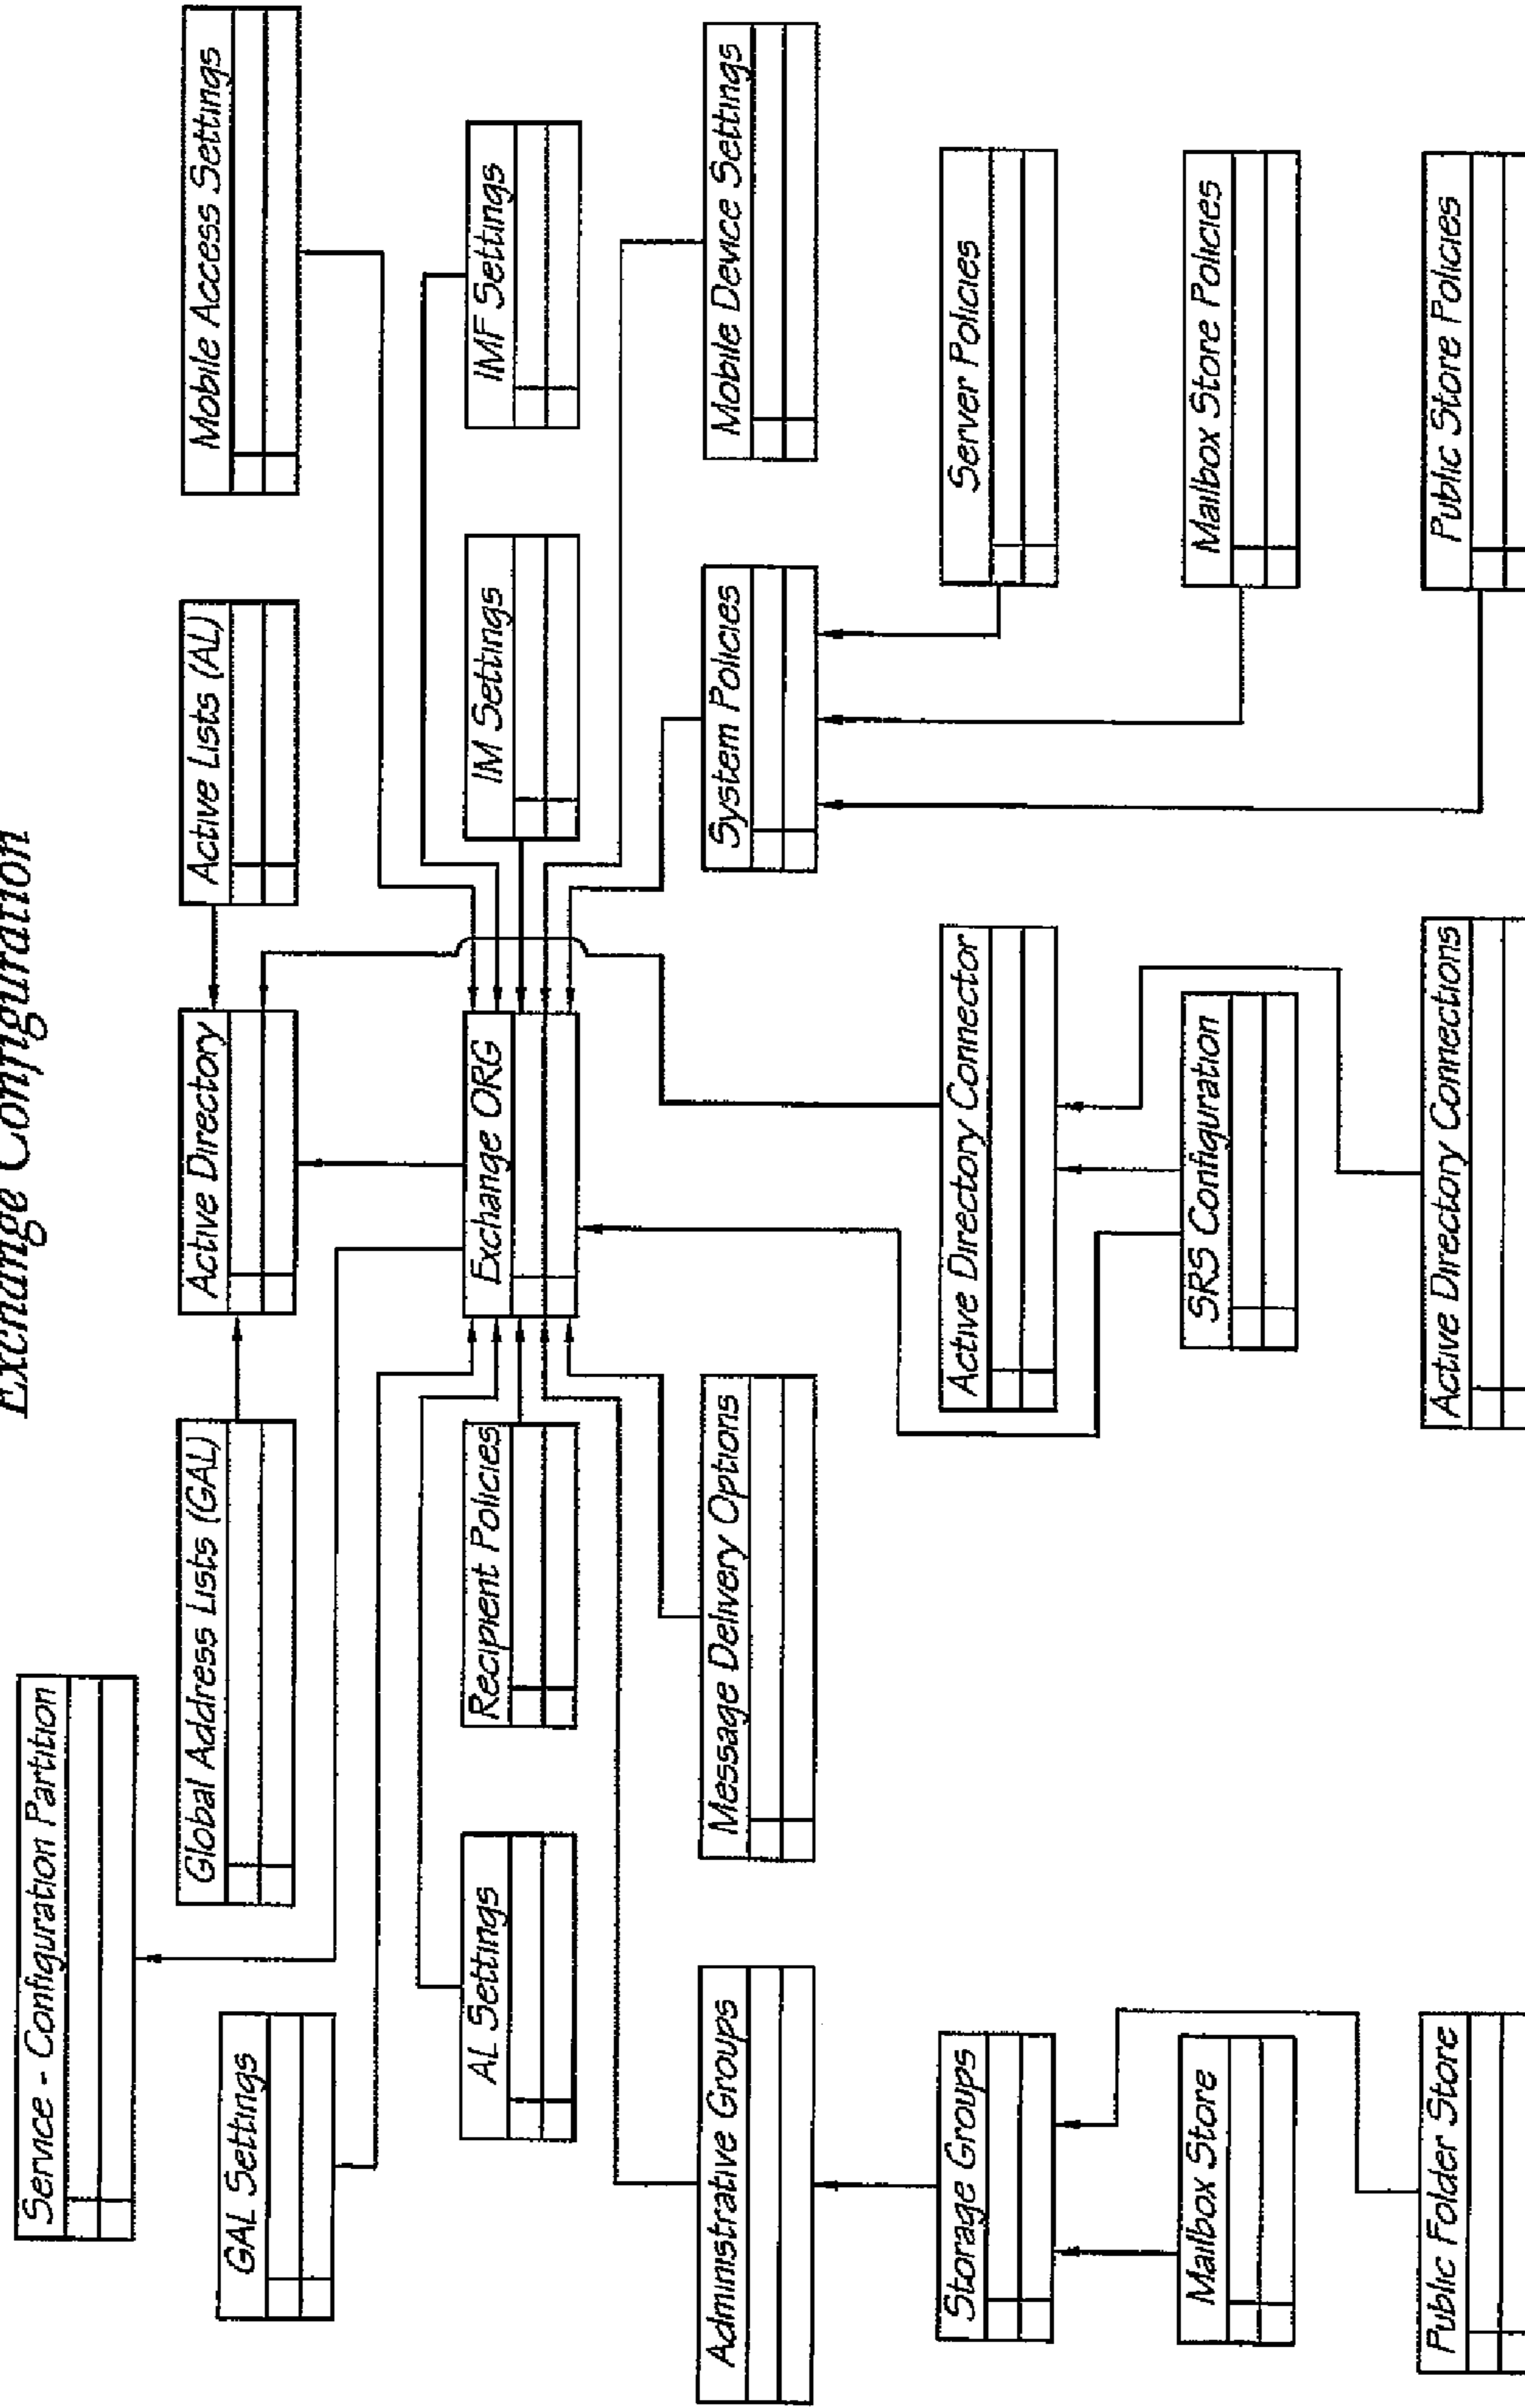 Exchange Configuration
Service - Configuration Partition
GAL Settings
Global Address Lists (GAL)
Active Directory
Active Lists (AL)
Mobile Access Settings
AL Settings
Recipient Policies
Exchange ORG
IM Settings
IMF Settings
Administrative Groups
Message Delivery Options
System Policies
Mobile Device Settings
Storage Groups
Active Directory Connector
Server Policies
Mailbox Store
SRS Configuration
Mailbox Store Policies
Public Folder Store
Active Directory Connections
Public Store Policies